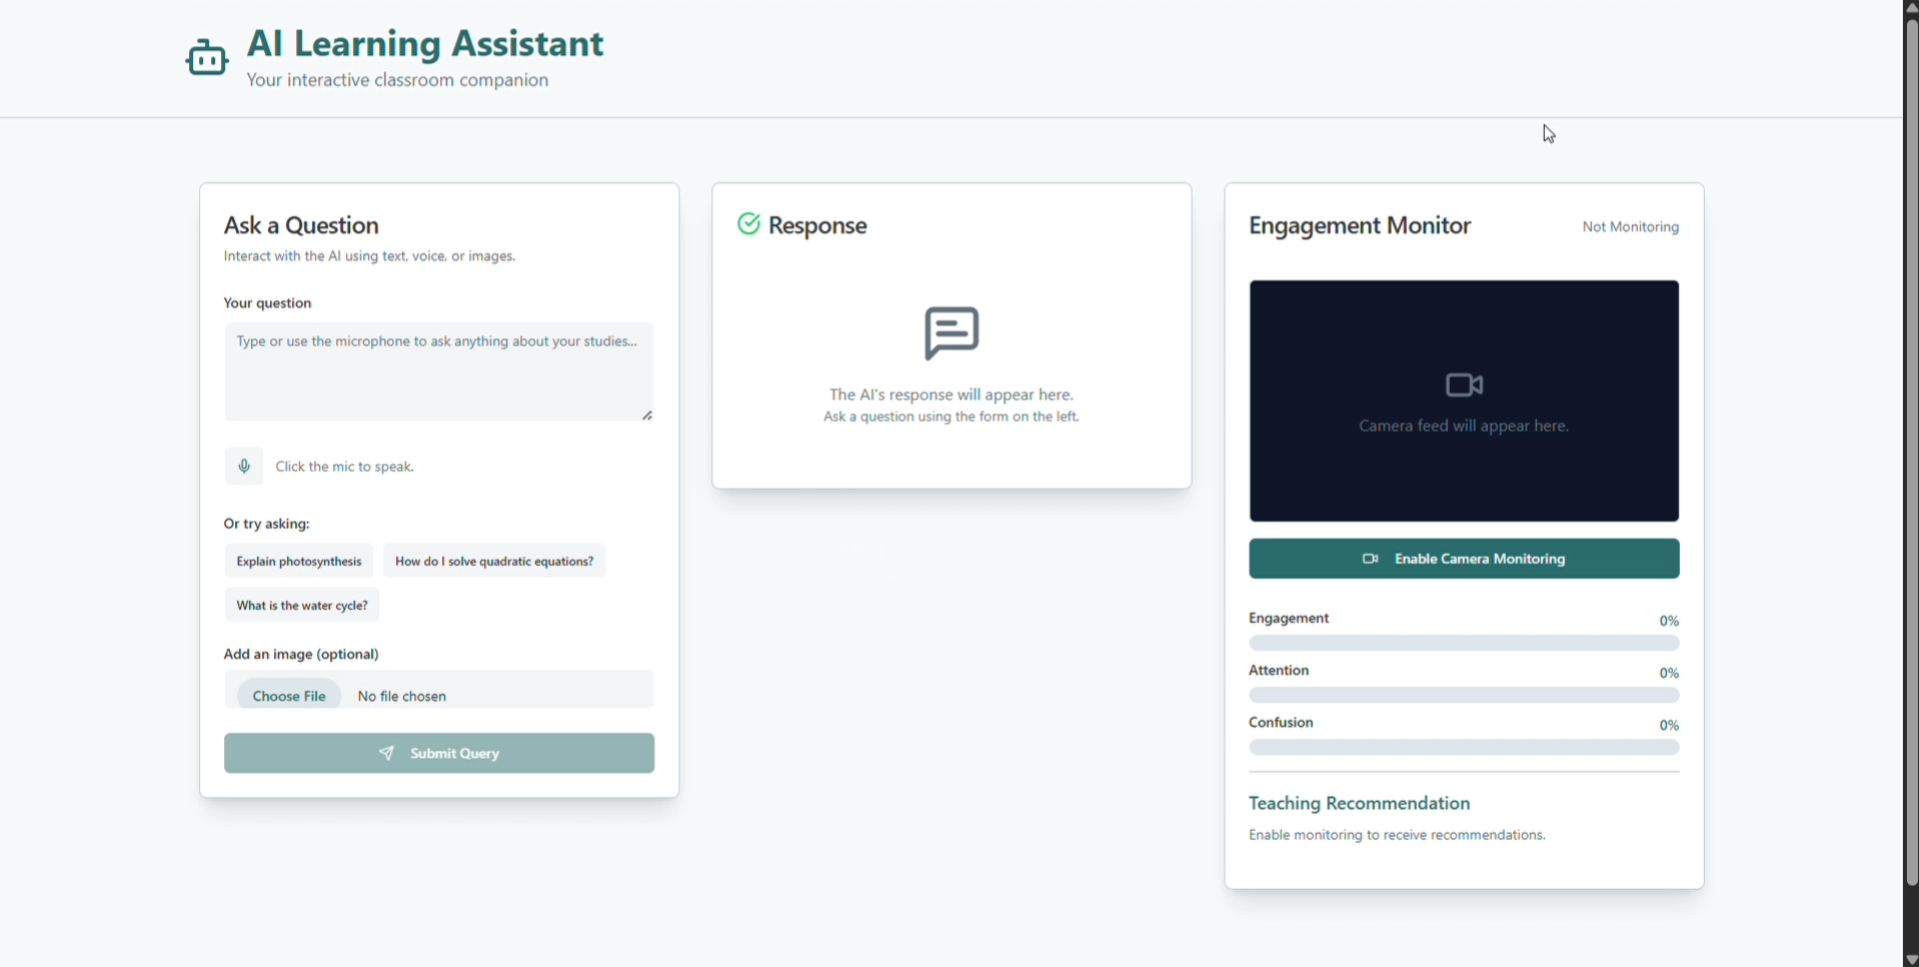 AI Learning Assistant
Your interactive classroom companion
Ask a Question
Interact with the AI using text, voice, or images.
Your question
Type or use the microphone to ask anything about your studies...
Click the mic to speak.
Or try asking:
Explain photosynthesis
How do I solve quadratic equations?
What is the water cycle?
Add an image (optional)
Choose File No file chosen
Submit Query
Response
The AI's response will appear here.
Ask a question using the form on the left.
Engagement Monitor
Not Monitoring
Camera feed will appear here.
Enable Camera Monitoring
Engagement 0%
Attention 0%
Confusion 0%
Teaching Recommendation
Enable monitoring to receive recommendations.